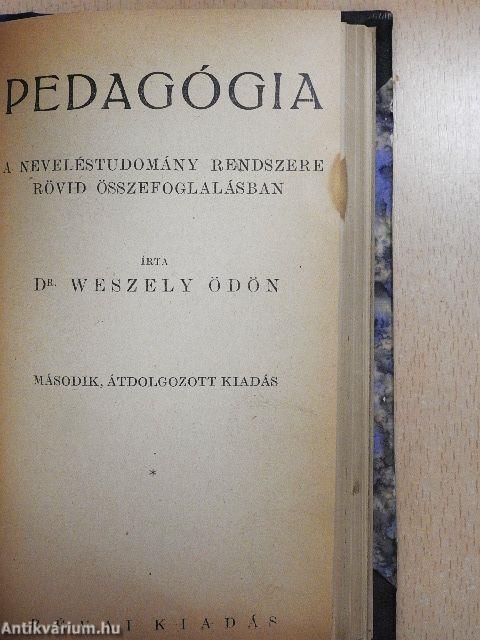 PEDAGÓGIA
A NEVELÉSTUDOMÁNY RENDSZERE
RÖVID ÖSSZEFOGLALÁSBAN
ÍRTA
DR. WESZELY ÖDÖN
MÁSODIK, ÁTDOLGOZOTT KIADÁS
*
KIADÁS
Antikvárium.hu